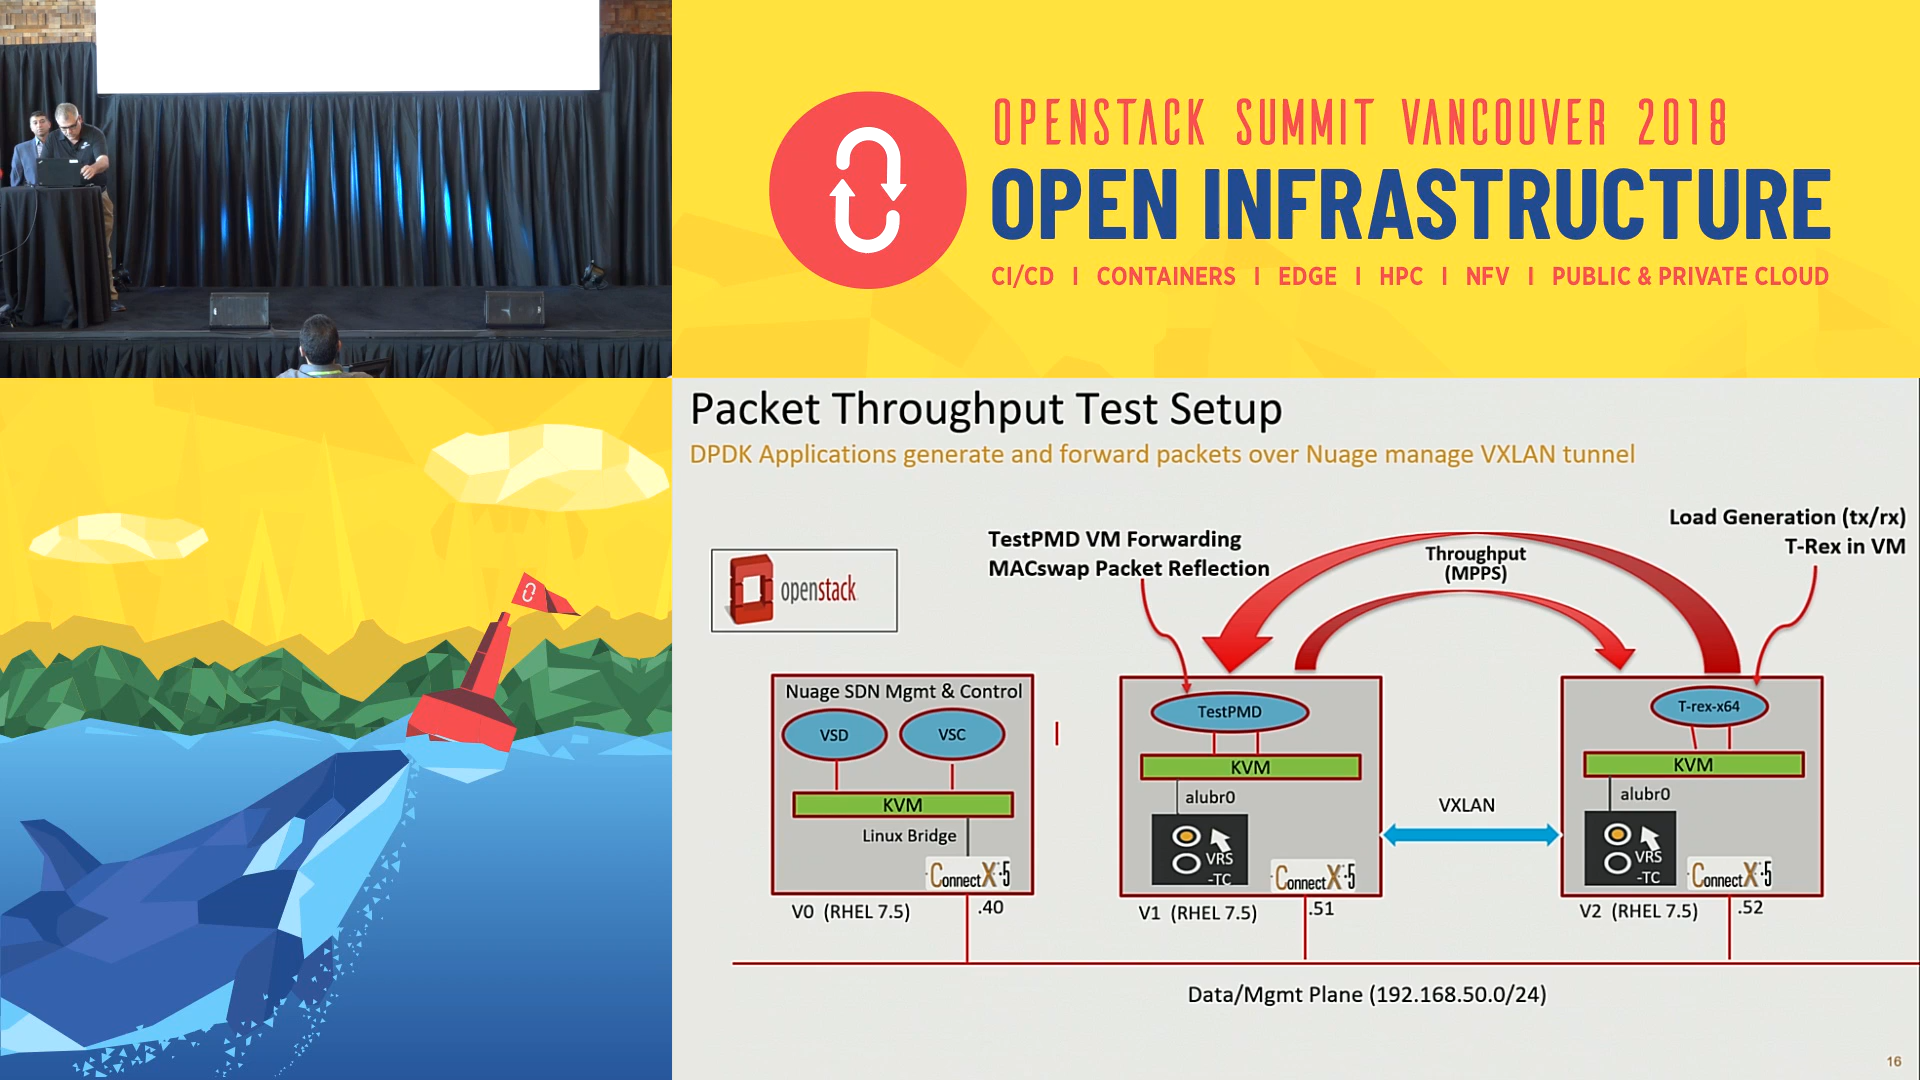 OPENSTACK SUMMIT VANCOUVER 2018
OPEN INFRASTRUCTURE
CI/CD | CONTAINERS | EDGE | HPC | NFV | PUBLIC & PRIVATE CLOUD
Packet Throughput Test Setup
DPDK Applications generate and forward packets over Nuage manage VXLAN tunnel
openstack
TestPMD VM Forwarding
MACswap Packet Reflection
Throughput
(MPPS)
Load Generation (tx/rx)
T-Rex in VM
Nuage SDN Mgmt & Control
VSD
VSC
KVM
Linux Bridge
ConnectX-5
V0 (RHEL 7.5)
.40
TestPMD
KVM
alubr0
VRS
-TC
ConnectX-5
V1 (RHEL 7.5)
.51
VXLAN
T-rex-x64
KVM
alubr0
VRS
-TC
ConnectX-5
V2 (RHEL 7.5)
.52
Data/Mgmt Plane (192.168.50.0/24)
16